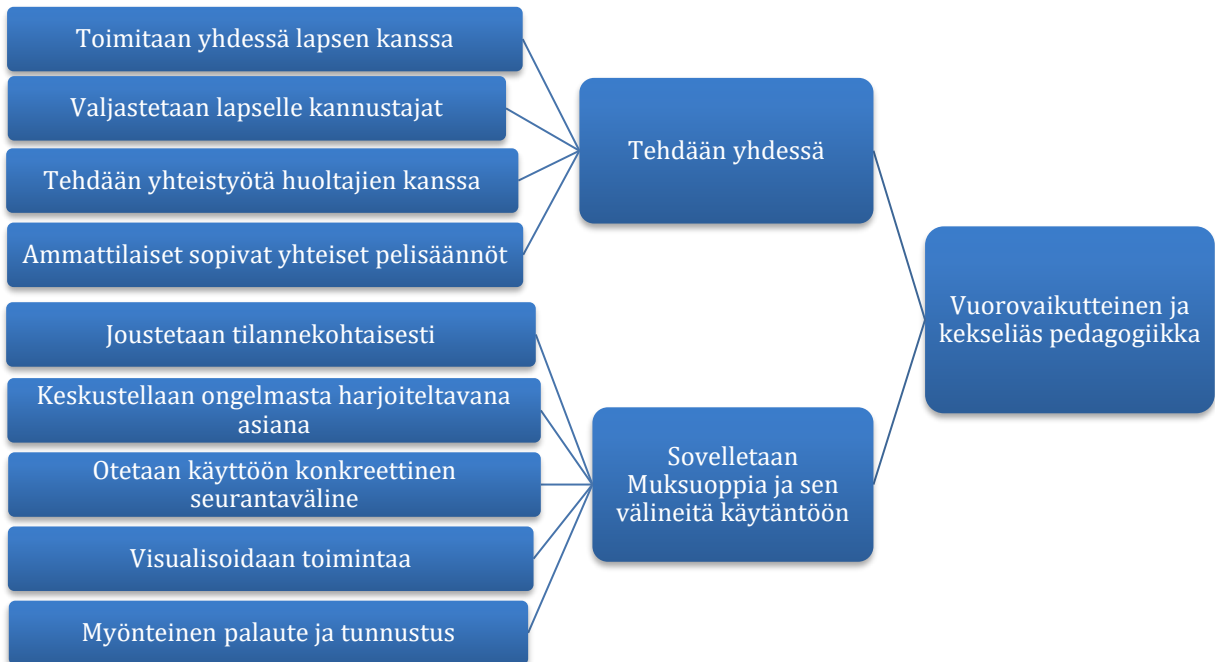 Toimitaan yhdessä lapsen kanssa
Valjastetaan lapselle kannustajat
Tehdään yhteistyötä huoltajien kanssa
Ammattilaiset sopivat yhteiset pelisäännöt
Tehdään yhdessä
Joustetaan tilannekohtaisesti
Keskustellaan ongelmasta harjoiteltavana
asiana
Otetaan käyttöön konkreettinen
seurantaväline
Visualisoidaan toimintaa
Myönteinen palaute ja tunnustus
Sovelletaan
Muksuoppia ja sen
välineitä käytäntöön
Vuorovaikutteinen ja
kekseliäs pedagogiikka